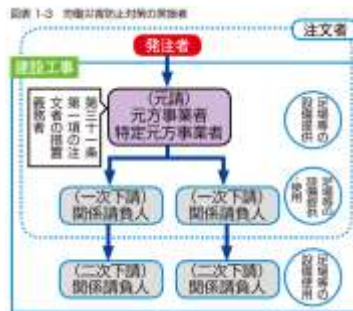 図表 1-3 労働災害防止対策の実施者
注文者
発注者
建設工事
第三十一条
第一項の注
文者の措置
義務者
(元請)
元方事業者
特定元方事業者
足場等の
設備提供
(一次下請)
関係請負人
(一次下請)
関係請負人
足場等の
設備提供
・使用
(二次下請)
関係請負人
(二次下請)
関係請負人
足場等の
設備使用